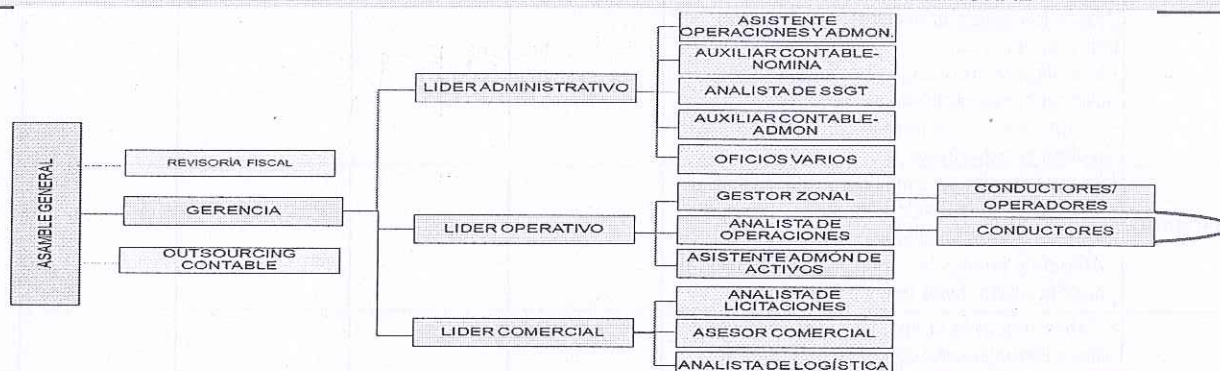 ASAMBLE GENERAL
REVISORÍA FISCAL
GERENCIA
OUTSOURCING
CONTABLE
LIDER ADMINISTRATIVO
LIDER OPERATIVO
LIDER COMERCIAL
ASISTENTE
OPERACIONES Y ADMON.
AUXILIAR CONTABLE-
NOMINA
ANALISTA DE SSGT
AUXILIAR CONTABLE-
ADMON
OFICIOS VARIOS
GESTOR ZONAL
ANALISTA DE
OPERACIONES
ASISTENTE ADMÓN DE
ACTIVOS
ANALISTA DE
LICITACIONES
ASESOR COMERCIAL
ANALISTA DE LOGÍSTICA
CONDUCTORES/
OPERADORES
CONDUCTORES